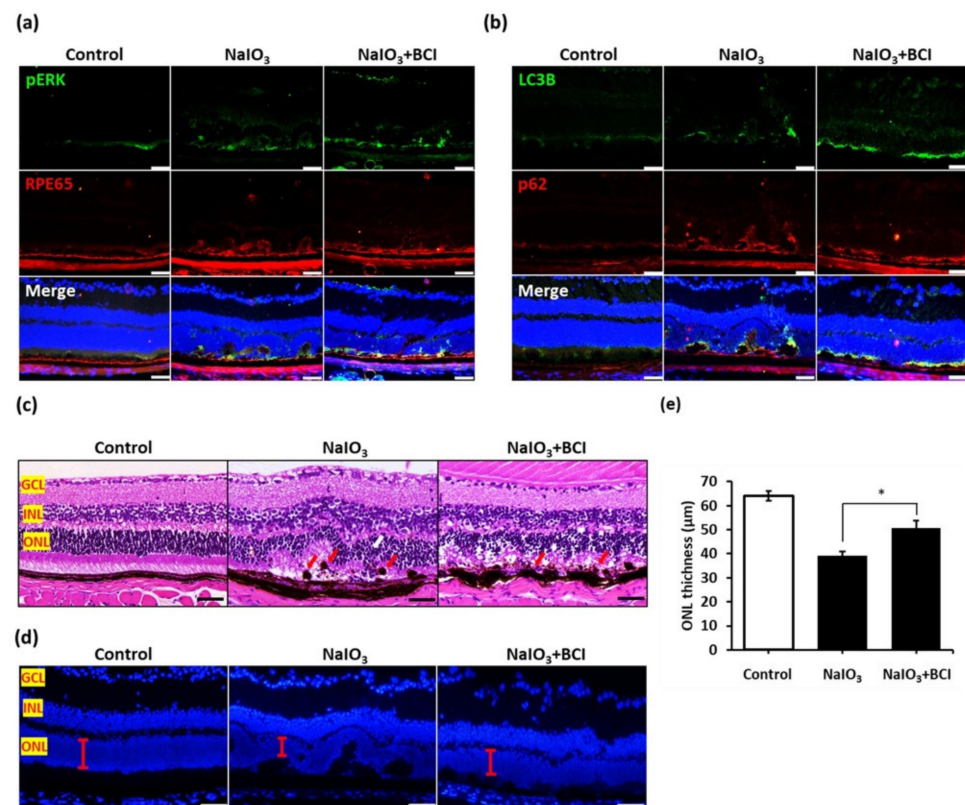 (a)
Control
NaIO₃
NaIO₃+BCI
pERK
RPE65
Merge
(b)
Control
NaIO₃
NaIO₃+BCI
LC3B
p62
Merge
(c)
Control
NaIO₃
NaIO₃+BCI
GCL
INL
ONL
(d)
Control
NaIO₃
NaIO₃+BCI
GCL
INL
ONL
(e)
ONL thichness (μm)
70
60
50
40
30
20
10
0
*
Control
NaIO₃
NaIO₃+BCI